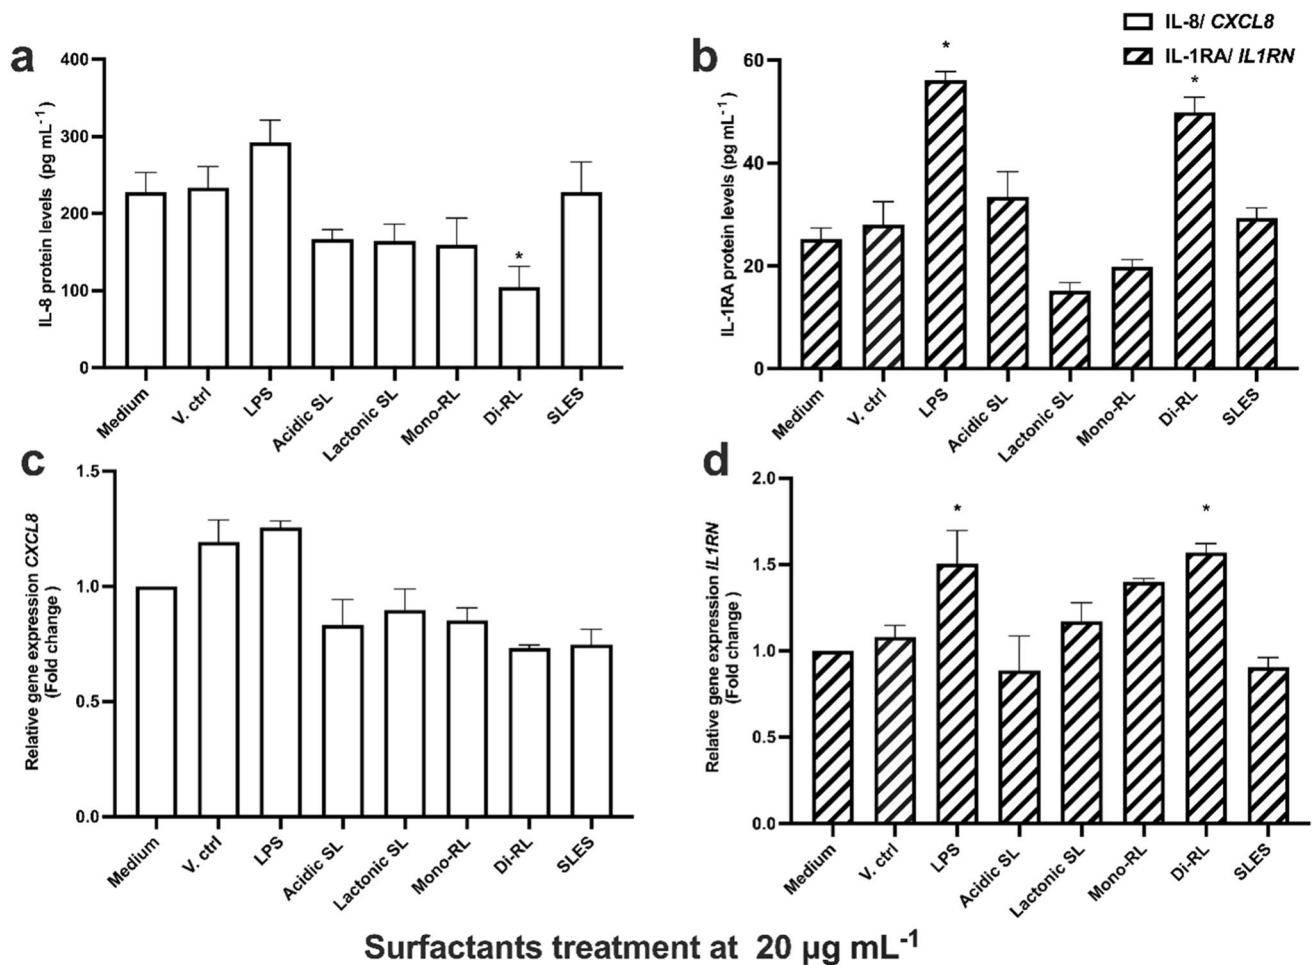 IL-8/ CXCL8
IL-1RA/ IL1RN
a
IL-8 protein levels (pg mL⁻¹)
400
300
200
100
0
*
Medium
V. ctrl
LPS
Acidic SL
Lactonic SL
Mono-RL
Di-RL
SLES
b
IL-1RA protein levels (pg mL⁻¹)
60
40
20
0
*
*
Medium
V. ctrl
LPS
Acidic SL
Lactonic SL
Mono-RL
Di-RL
SLES
c
Relative gene expression CXCL8
(Fold change )
1.5
1.0
0.5
0.0
Medium
V. ctrl
LPS
Acidic SL
Lactonic SL
Mono-RL
Di-RL
SLES
d
Relative gene expression IL1RN
(Fold change )
2.0
1.5
1.0
0.5
0.0
*
*
Medium
V. ctrl
LPS
Acidic SL
Lactonic SL
Mono-RL
Di-RL
SLES
Surfactants treatment at 20 µg mL⁻¹